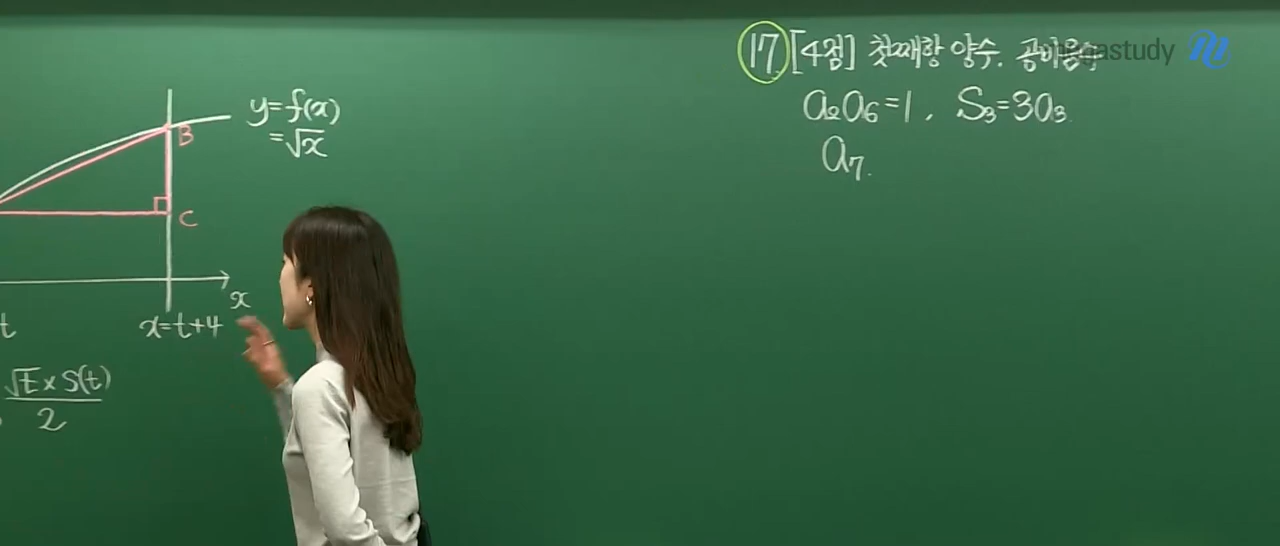 y=f(x)
=√x
B
C
x
t
x=t+4
√t × S(t)
2
17 [4점] 첫째항 양수. 공비음수
a₂a₆=1, S₃=3a₃
a₇.
megastudy